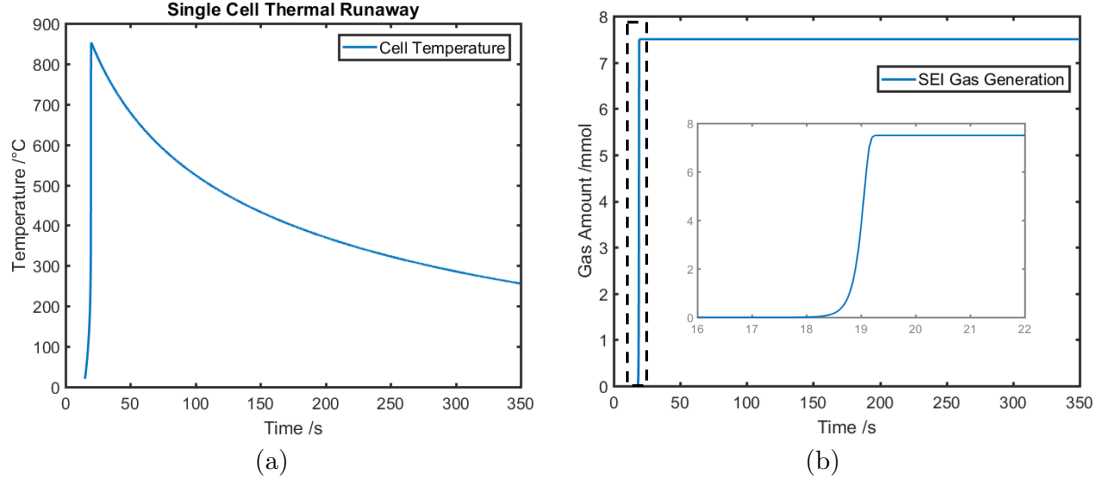 Single Cell Thermal Runaway
900
800
700
600
500
400
300
200
100
0
Temperature /°C
Cell Temperature
0 50 100 150 200 250 300 350
Time /s
(a)
8
7
6
5
4
3
2
1
0
Gas Amount /mmol
SEI Gas Generation
8
6
4
2
0
16 17 18 19 20 21 22
0 50 100 150 200 250 300 350
Time /s
(b)